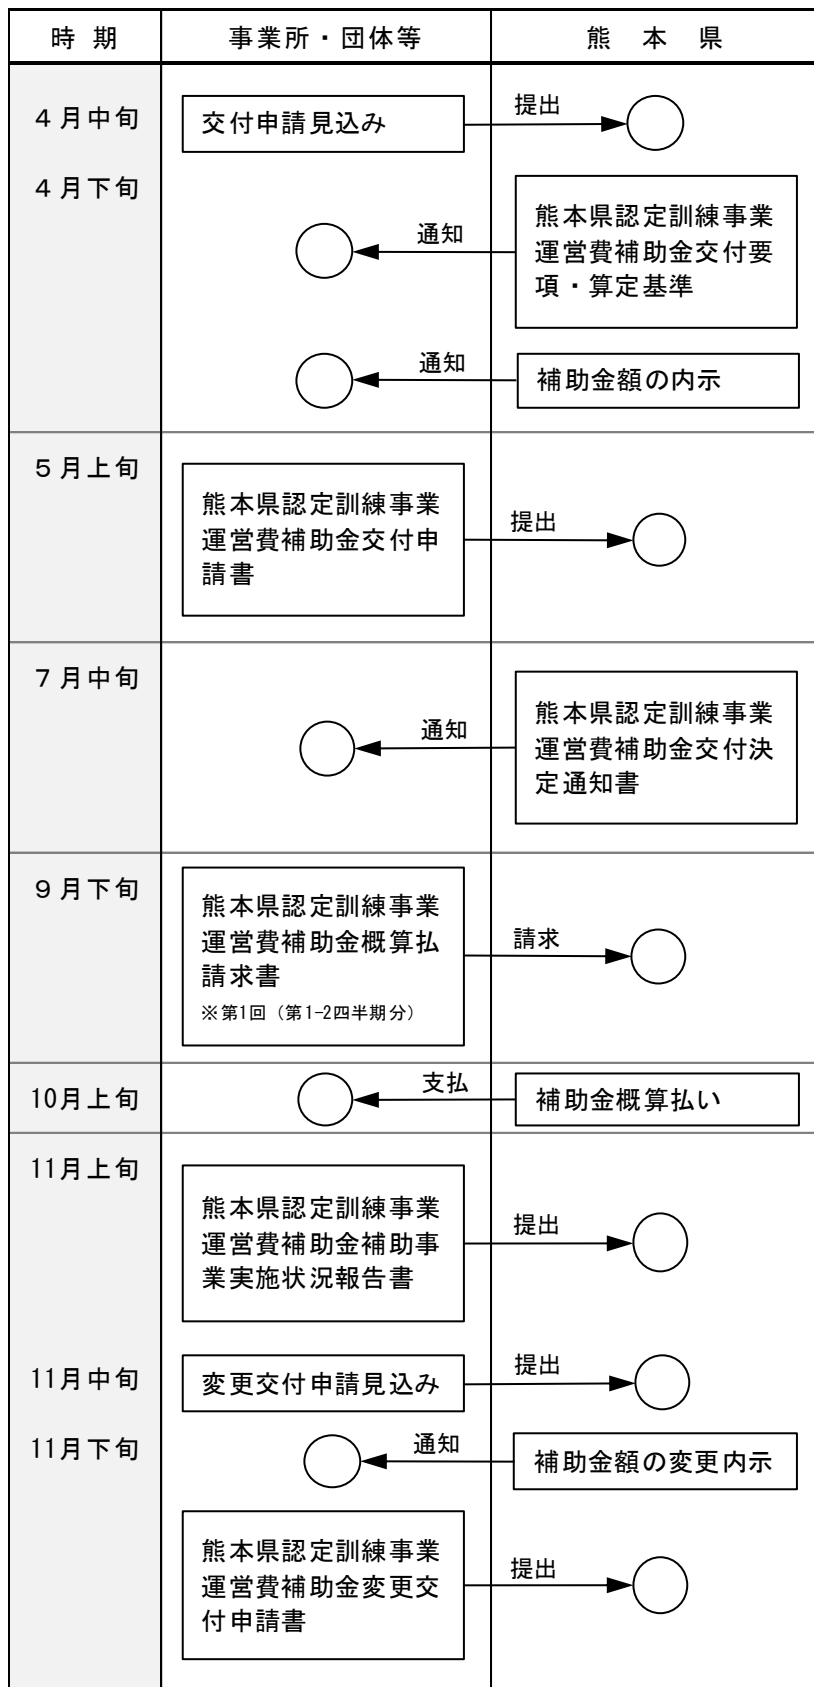 時 期
事業所・団体等
熊 本 県
4月中旬
交付申請見込み
提出
4月下旬
熊本県認定訓練事業
運営費補助金交付要
項・算定基準
通知
通知
補助金額の内示
5月上旬
熊本県認定訓練事業
運営費補助金交付申
請書
提出
7月中旬
通知
熊本県認定訓練事業
運営費補助金交付決
定通知書
9月下旬
熊本県認定訓練事業
運営費補助金概算払
請求書
※第1回（第1-2四半期分）
請求
10月上旬
支払
補助金概算払い
11月上旬
熊本県認定訓練事業
運営費補助金補助事
業実施状況報告書
提出
11月中旬
変更交付申請見込み
提出
11月下旬
通知
補助金額の変更内示
熊本県認定訓練事業
運営費補助金変更交
付申請書
提出